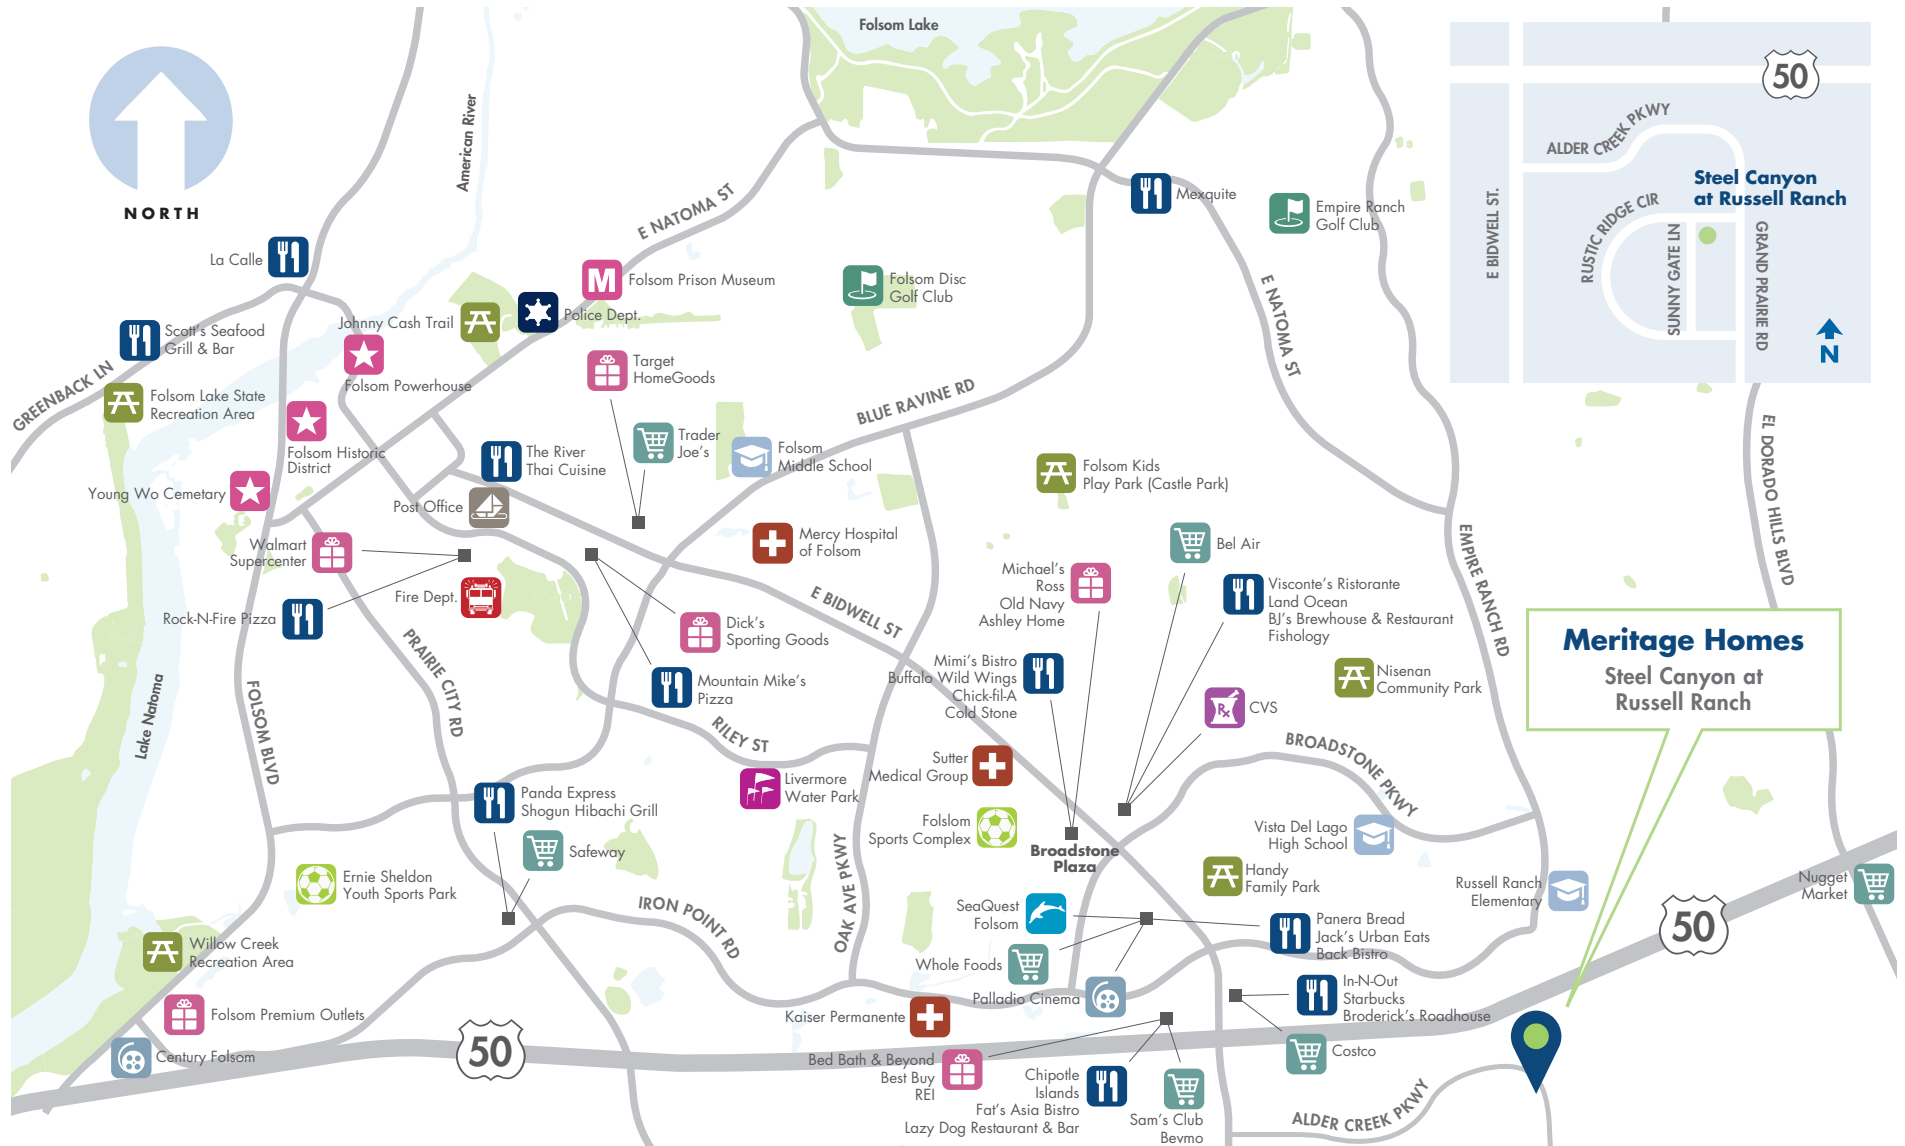 Folsom Lake
American River
NORTH
50
ALDER CREEK PKWY
Steel Canyon
at Russell Ranch
E BIDWELL ST.
RUSTIC RIDGE CIR
SUNNY GATE LN
GRAND PRAIRIE RD
N
E NATOMA ST
Mexquite
Empire Ranch
Golf Club
La Calle
Folsom Prison Museum
M
Folsom Disc
Golf Club
Police Dept.
Johnny Cash Trail
E NATOMA ST
Scott's Seafood
Grill & Bar
Folsom Powerhouse
Target
HomeGoods
GREENBACK LN
Folsom Lake State
Recreation Area
BLUE RAVINE RD
EL DORADO HILLS BLVD
Folsom Historic
District
The River
Thai Cuisine
Trader
Joe's
Folsom
Middle School
Folsom Kids
Play Park (Castle Park)
Young Wo Cemetary
Post Office
Walmart
Supercenter
Mercy Hospital
of Folsom
Bel Air
EMPIRE RANCH RD
Michael's
Ross
Old Navy
Ashley Home
Visconte's Ristorante
Land Ocean
BJ's Brewhouse & Restaurant
Fishology
Fire Dept.
Rock-N-Fire Pizza
E BIDWELL ST
Dick's
Sporting Goods
PRAIRIE CITY RD
Meritage Homes
Steel Canyon at
Russell Ranch
Mimi's Bistro
Buffalo Wild Wings
Chick-fil-A
Cold Stone
Nisenan
Community Park
Mountain Mike's
Pizza
Rx
CVS
Lake Natoma
FOLSOM BLVD
RILEY ST
BROADSTONE PKWY
Sutter
Medical Group
Livermore
Water Park
Panda Express
Shogun Hibachi Grill
Folslom
Sports Complex
Broadstone
Plaza
Vista Del Lago
High School
Safeway
Ernie Sheldon
Youth Sports Park
OAK AVE PKWY
Handy
Family Park
Russell Ranch
Elementary
Nugget
Market
IRON POINT RD
SeaQuest
Folsom
Panera Bread
Jack's Urban Eats
Back Bistro
50
Willow Creek
Recreation Area
Whole Foods
Palladio Cinema
In-N-Out
Starbucks
Broderick's Roadhouse
Folsom Premium Outlets
Kaiser Permanente
50
Century Folsom
Costco
Bed Bath & Beyond
Best Buy
REI
Chipotle
Islands
Fat's Asia Bistro
Lazy Dog Restaurant & Bar
Sam's Club
Bevmo
ALDER CREEK PKWY